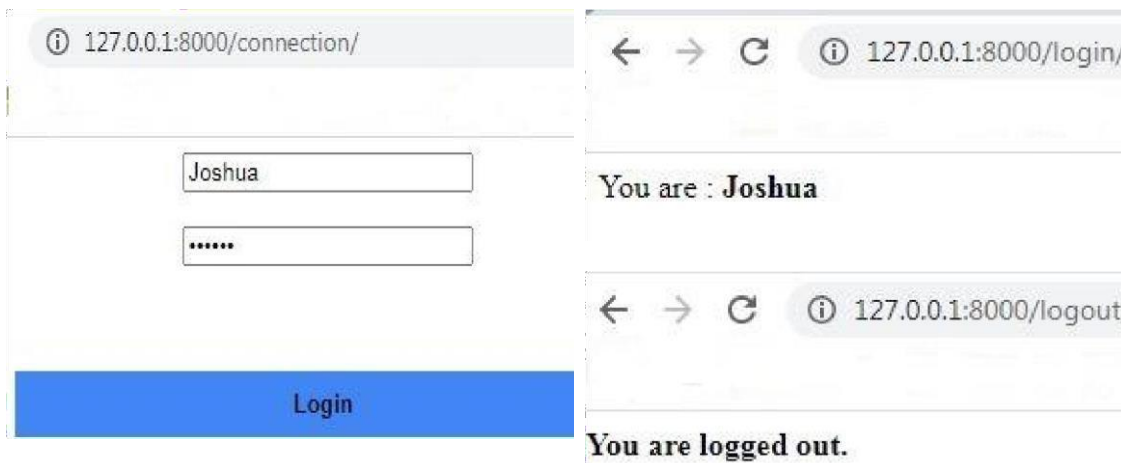 127.0.0.1:8000/connection/
Joshua
••••••
Login
127.0.0.1:8000/login/
You are : Joshua
127.0.0.1:8000/logout
You are logged out.